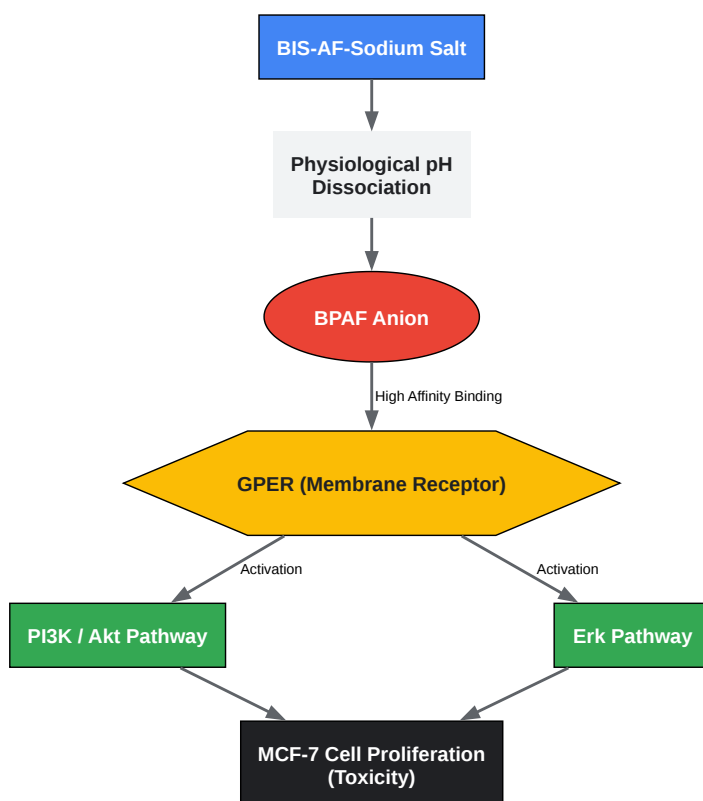 BIS-AF-Sodium Salt
Physiological pH
Dissociation
BPAF Anion
High Affinity Binding
GPER (Membrane Receptor)
Activation
Activation
PI3K / Akt Pathway
Erk Pathway
MCF-7 Cell Proliferation
(Toxicity)